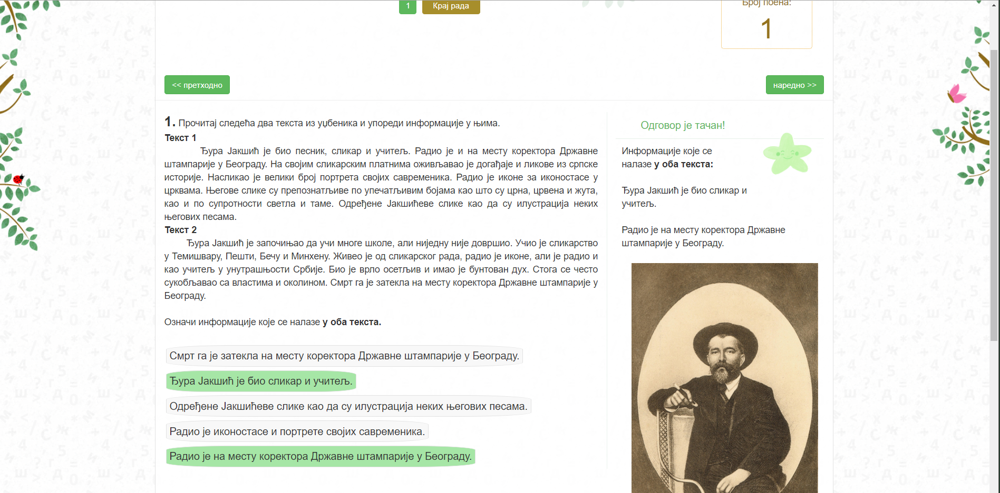 1 Крај рада
Број поена:
1
<< претходно
наредно >>
1. Прочитај следећа два текста из уџбеника и упореди информације у њима.
Текст 1
Ђура Јакшић је био песник, сликар и учитељ. Радио је и на месту коректора Државне
штампарије у Београду. На својим сликарским платнима оживљавао је догађаје и ликове из српске
историје. Насликао је велики број портрета својих савременика. Радио је иконе за иконостасе у
црквама. Његове слике су препознатљиве по упечатљивим бојама као што су црна, црвена и жута,
као и по супротности светла и таме. Одређене Јакшићеве слике као да су илустрација неких
његових песама.
Текст 2
Ђура Јакшић је започињао да учи многе школе, али ниједну није довршио. Учио је сликарство
у Темишвару, Пешти, Бечу и Минхену. Живео је од сликарског рада, радио је иконе, али је радио и
као учитељ у унутрашњости Србије. Био је врло осетљив и имао је бунтован дух. Стога се често
сукобљавао са властима и околином. Смрт га је затекла на месту коректора Државне штампарије у
Београду.
Означи информације које се налазе у оба текста.
Смрт га је затекла на месту коректора Државне штампарије у Београду.
Ђура Јакшић је био сликар и учитељ.
Одређене Јакшићеве слике као да су илустрација неких његових песама.
Радио је иконостасе и портрете својих савременика.
Радио је на месту коректора Државне штампарије у Београду.
Одговор је тачан!
Информације које се
налазе у оба текста:
Ђура Јакшић је био сликар и
учитељ.
Радио је на месту коректора Државне
штампарије у Београду.